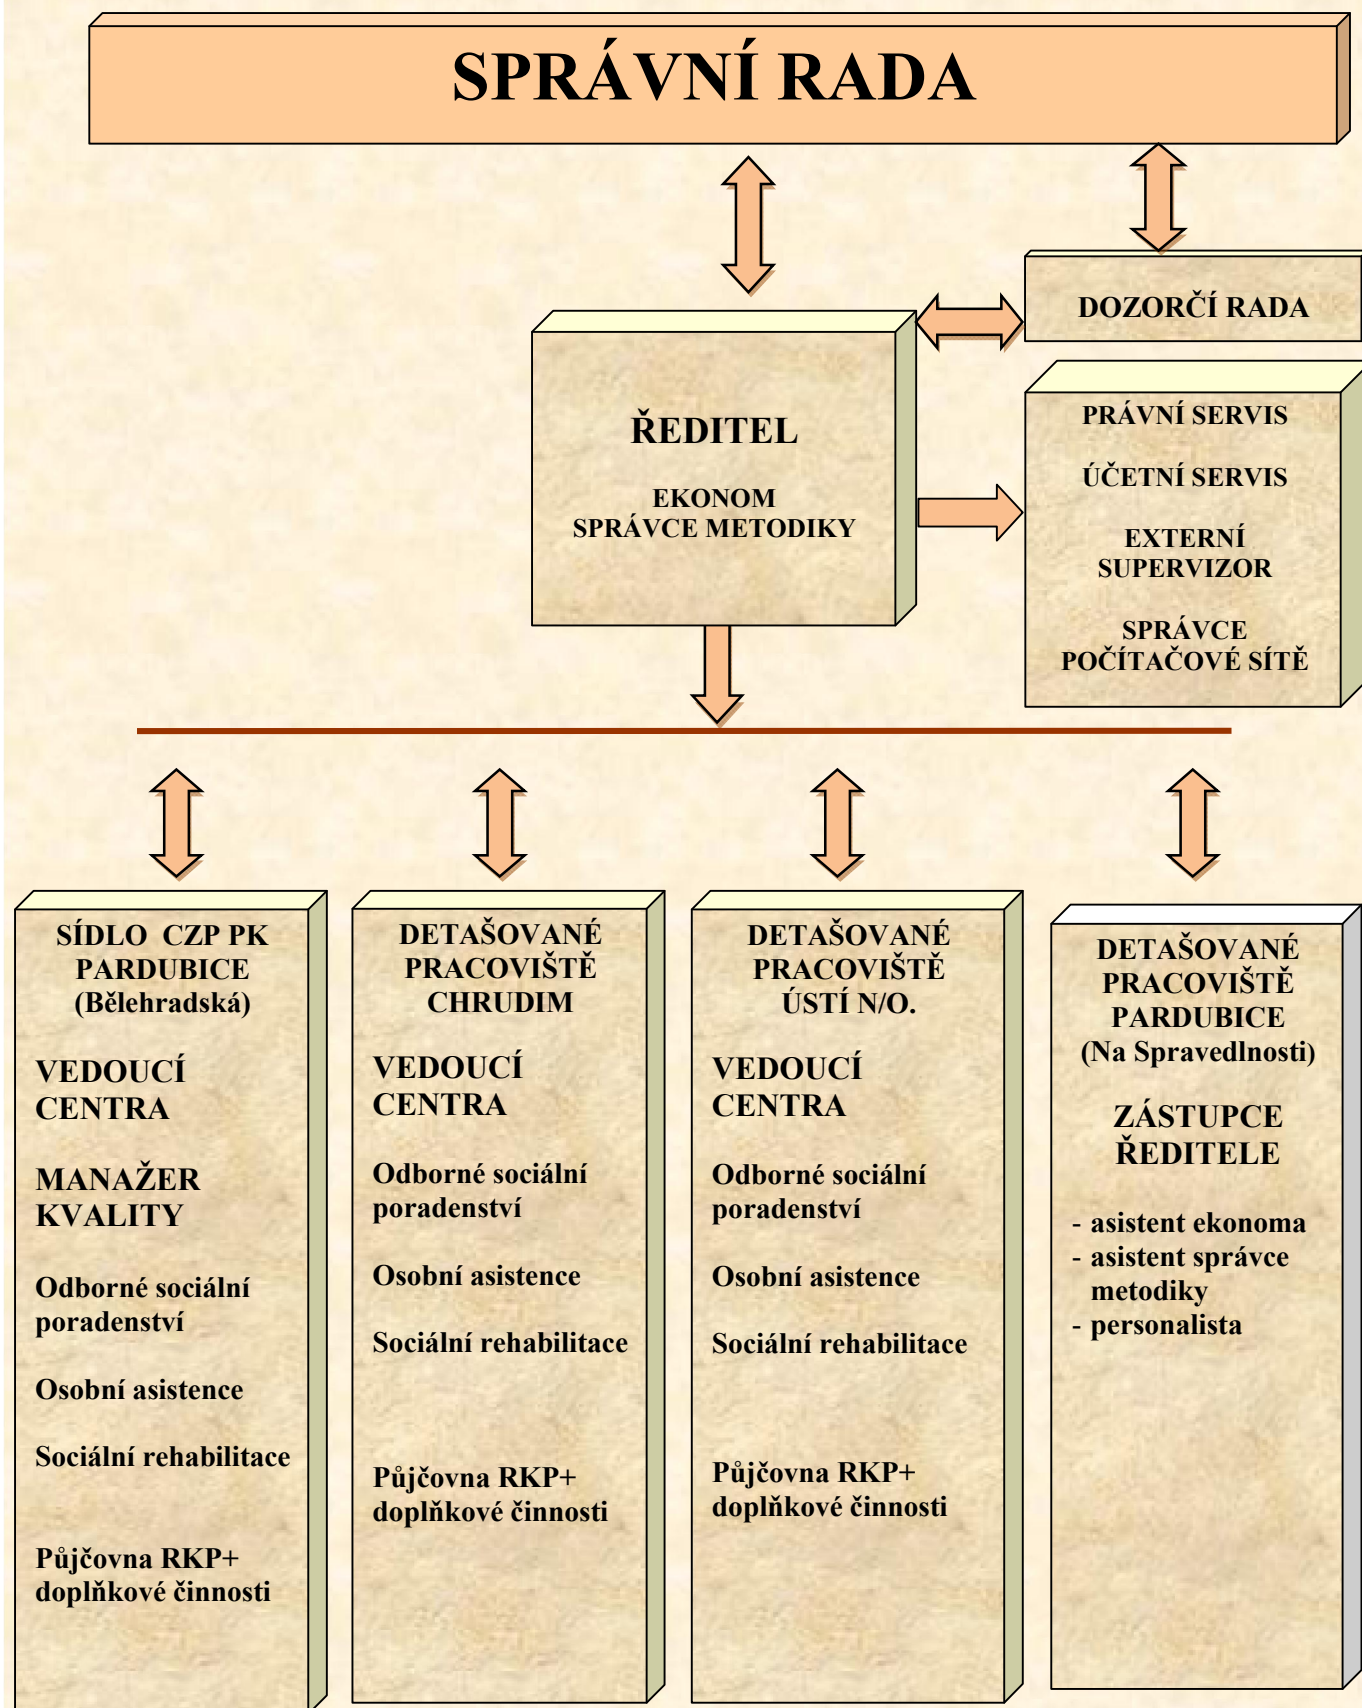 SPRÁVNÍ RADA
DOZORČÍ RADA
ŘEDITEL
EKONOM
SPRÁVCE METODIKY
PRÁVNÍ SERVIS
ÚČETNÍ SERVIS
EXTERNÍ
SUPERVIZOR
SPRÁVCE
POČÍTAČOVÉ SÍTĚ
SÍDLO CZP PK
PARDUBICE
(Bělehradská)
VEDOUCÍ
CENTRA
MANAŽER
KVALITY
Odborné sociální
poradenství
Osobní asistence
Sociální rehabilitace
Půjčovna RKP+
doplňkové činnosti
DETAŠOVANÉ
PRACOVIŠTĚ
CHRUDIM
VEDOUCÍ
CENTRA
Odborné sociální
poradenství
Osobní asistence
Sociální rehabilitace
Půjčovna RKP+
doplňkové činnosti
DETAŠOVANÉ
PRACOVIŠTĚ
ÚSTÍ N/O.
VEDOUCÍ
CENTRA
Odborné sociální
poradenství
Osobní asistence
Sociální rehabilitace
Půjčovna RKP+
doplňkové činnosti
DETAŠOVANÉ
PRACOVIŠTĚ
PARDUBICE
(Na Spravedlnosti)
ZÁSTUPCE
ŘEDITELE
- asistent ekonoma
- asistent správce
metodiky
- personalista